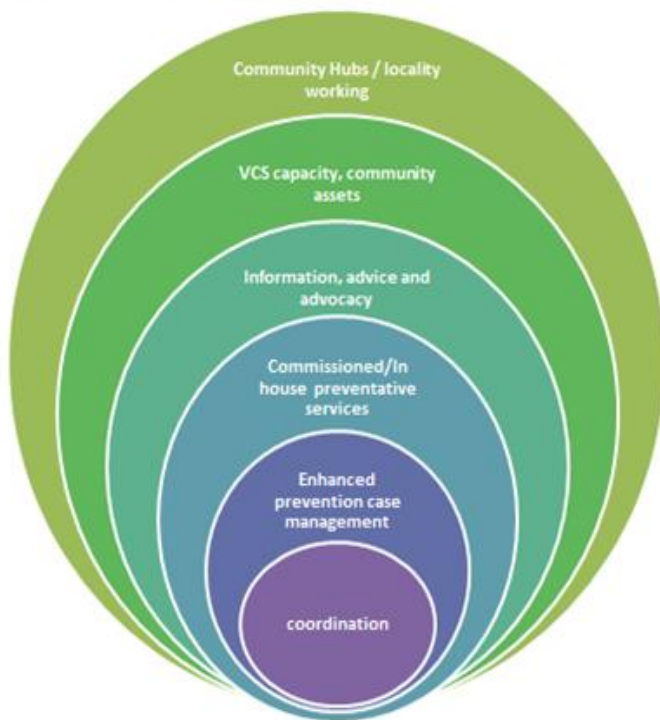 Community Hubs / locality
working
VCS capacity, community
assets
Information, advice and
advocacy
Commissioned/In
house preventative
services
Enhanced
prevention case
management
coordination